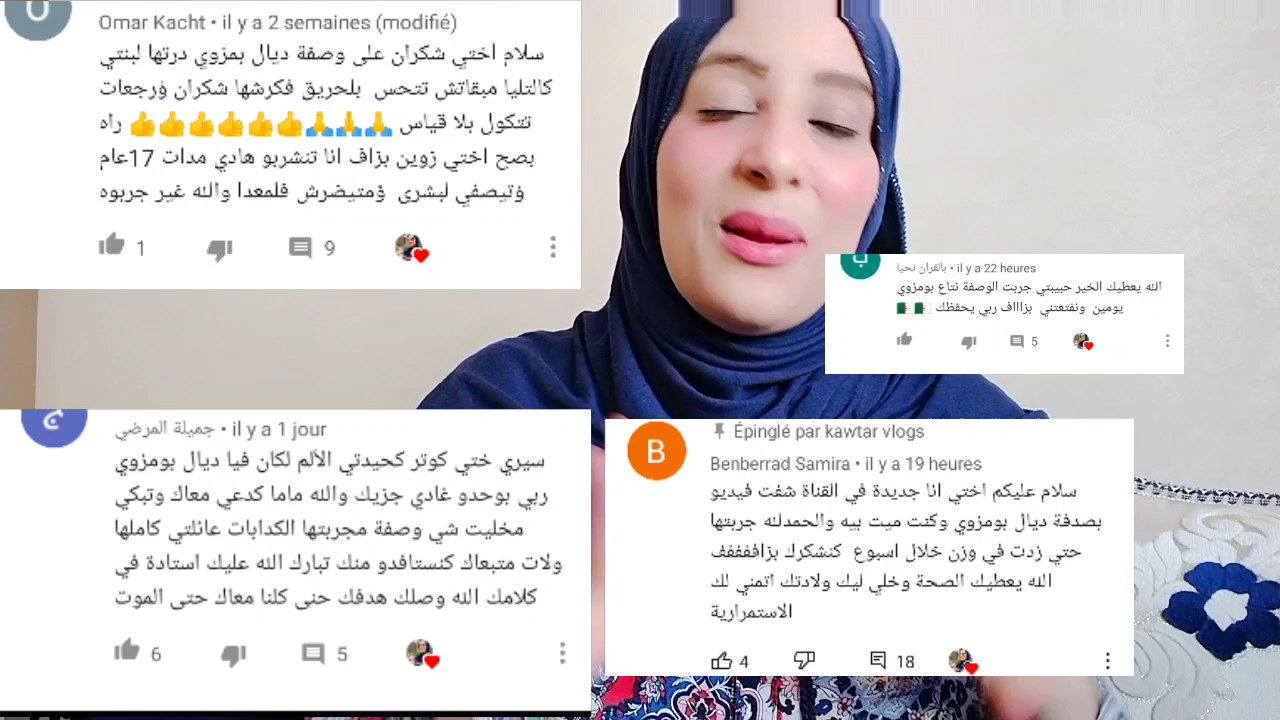 Omar Kacht • il y a 2 semaines (modifié)
سلام أختي شكران على وصفة ديال بمزوي درتها لبنتي
كالتليا مبقاتش تتحس بلحريق فكرشها شكران ؤرجعات
تتكول بلا قياس 🙏🙏🙏👍👍👍👍👍👍 راه
بصح اختي زوين بزاف انا تنشربو هادي مدات 17عام
ؤتيصفي لبشرى ؤمتيضرش فلمعدا والله غير جربوه
1
9
بالقرآن نحيا • il y a 22 heures
الله يعطيك الخير حبيبتي جربت الوصفة نتاع بومزوي
يومين ونفتعتني بزاااف ربي يحفظك 🇩🇿🇩🇿
5
ج
جميلة المرضي • il y a 1 jour
سيري ختي كوتر كحيدتي الألم لكان فيا ديال بومزوي
ربي بوحدو غادي جزيك والله ماما كدعي معاك وتبكي
مخليت شي وصفة مجربتها الكدابات عائلتي كاملها
ولات متبعاك كنستافدو منك تبارك الله عليك استادة في
كلامك الله وصلك هدفك حنى كلنا معاك حتى الموت
6
5
B
Épinglé par kawtar vlogs
Benberrad Samira • il y a 19 heures
سلام عليكم اختي انا جديدة في القناة شفت فيديو
بصدفة ديال بومزوي وكنت ميت بيه والحمدلله جربتها
حتي زدت في وزن خلال اسبوع كنشكرك بزافففففف
الله يعطيك الصحة وخلي ليك ولادتك اتمني لك
الاستمرارية
4
18